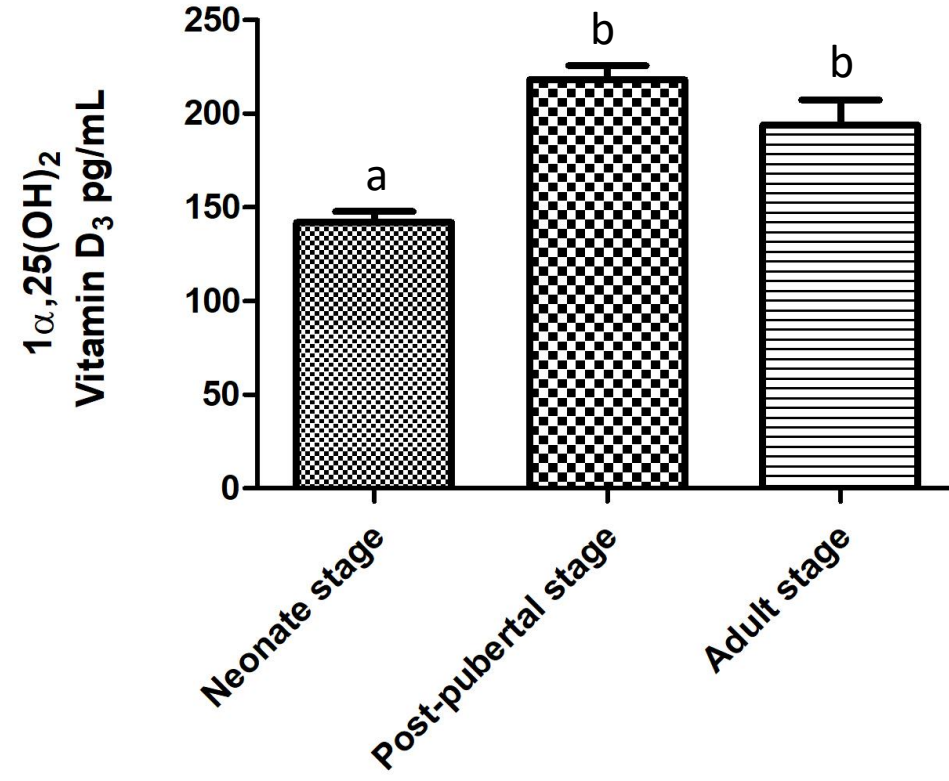 1α,25(OH)₂
Vitamin D₃ pg/mL
250
200
150
100
50
0
a
b
b
Neonate stage
Post-pubertal stage
Adult stage